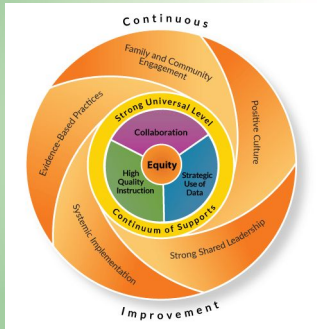 Continuous
Family and Community
Engagement
Evidence-Based Practices
Positive Culture
Strong Universal Level
Collaboration
Equity
High
Quality
Instruction
Strategic
Use of
Data
Continuum of Supports
Systemic Implementation
Strong Shared Leadership
Improvement